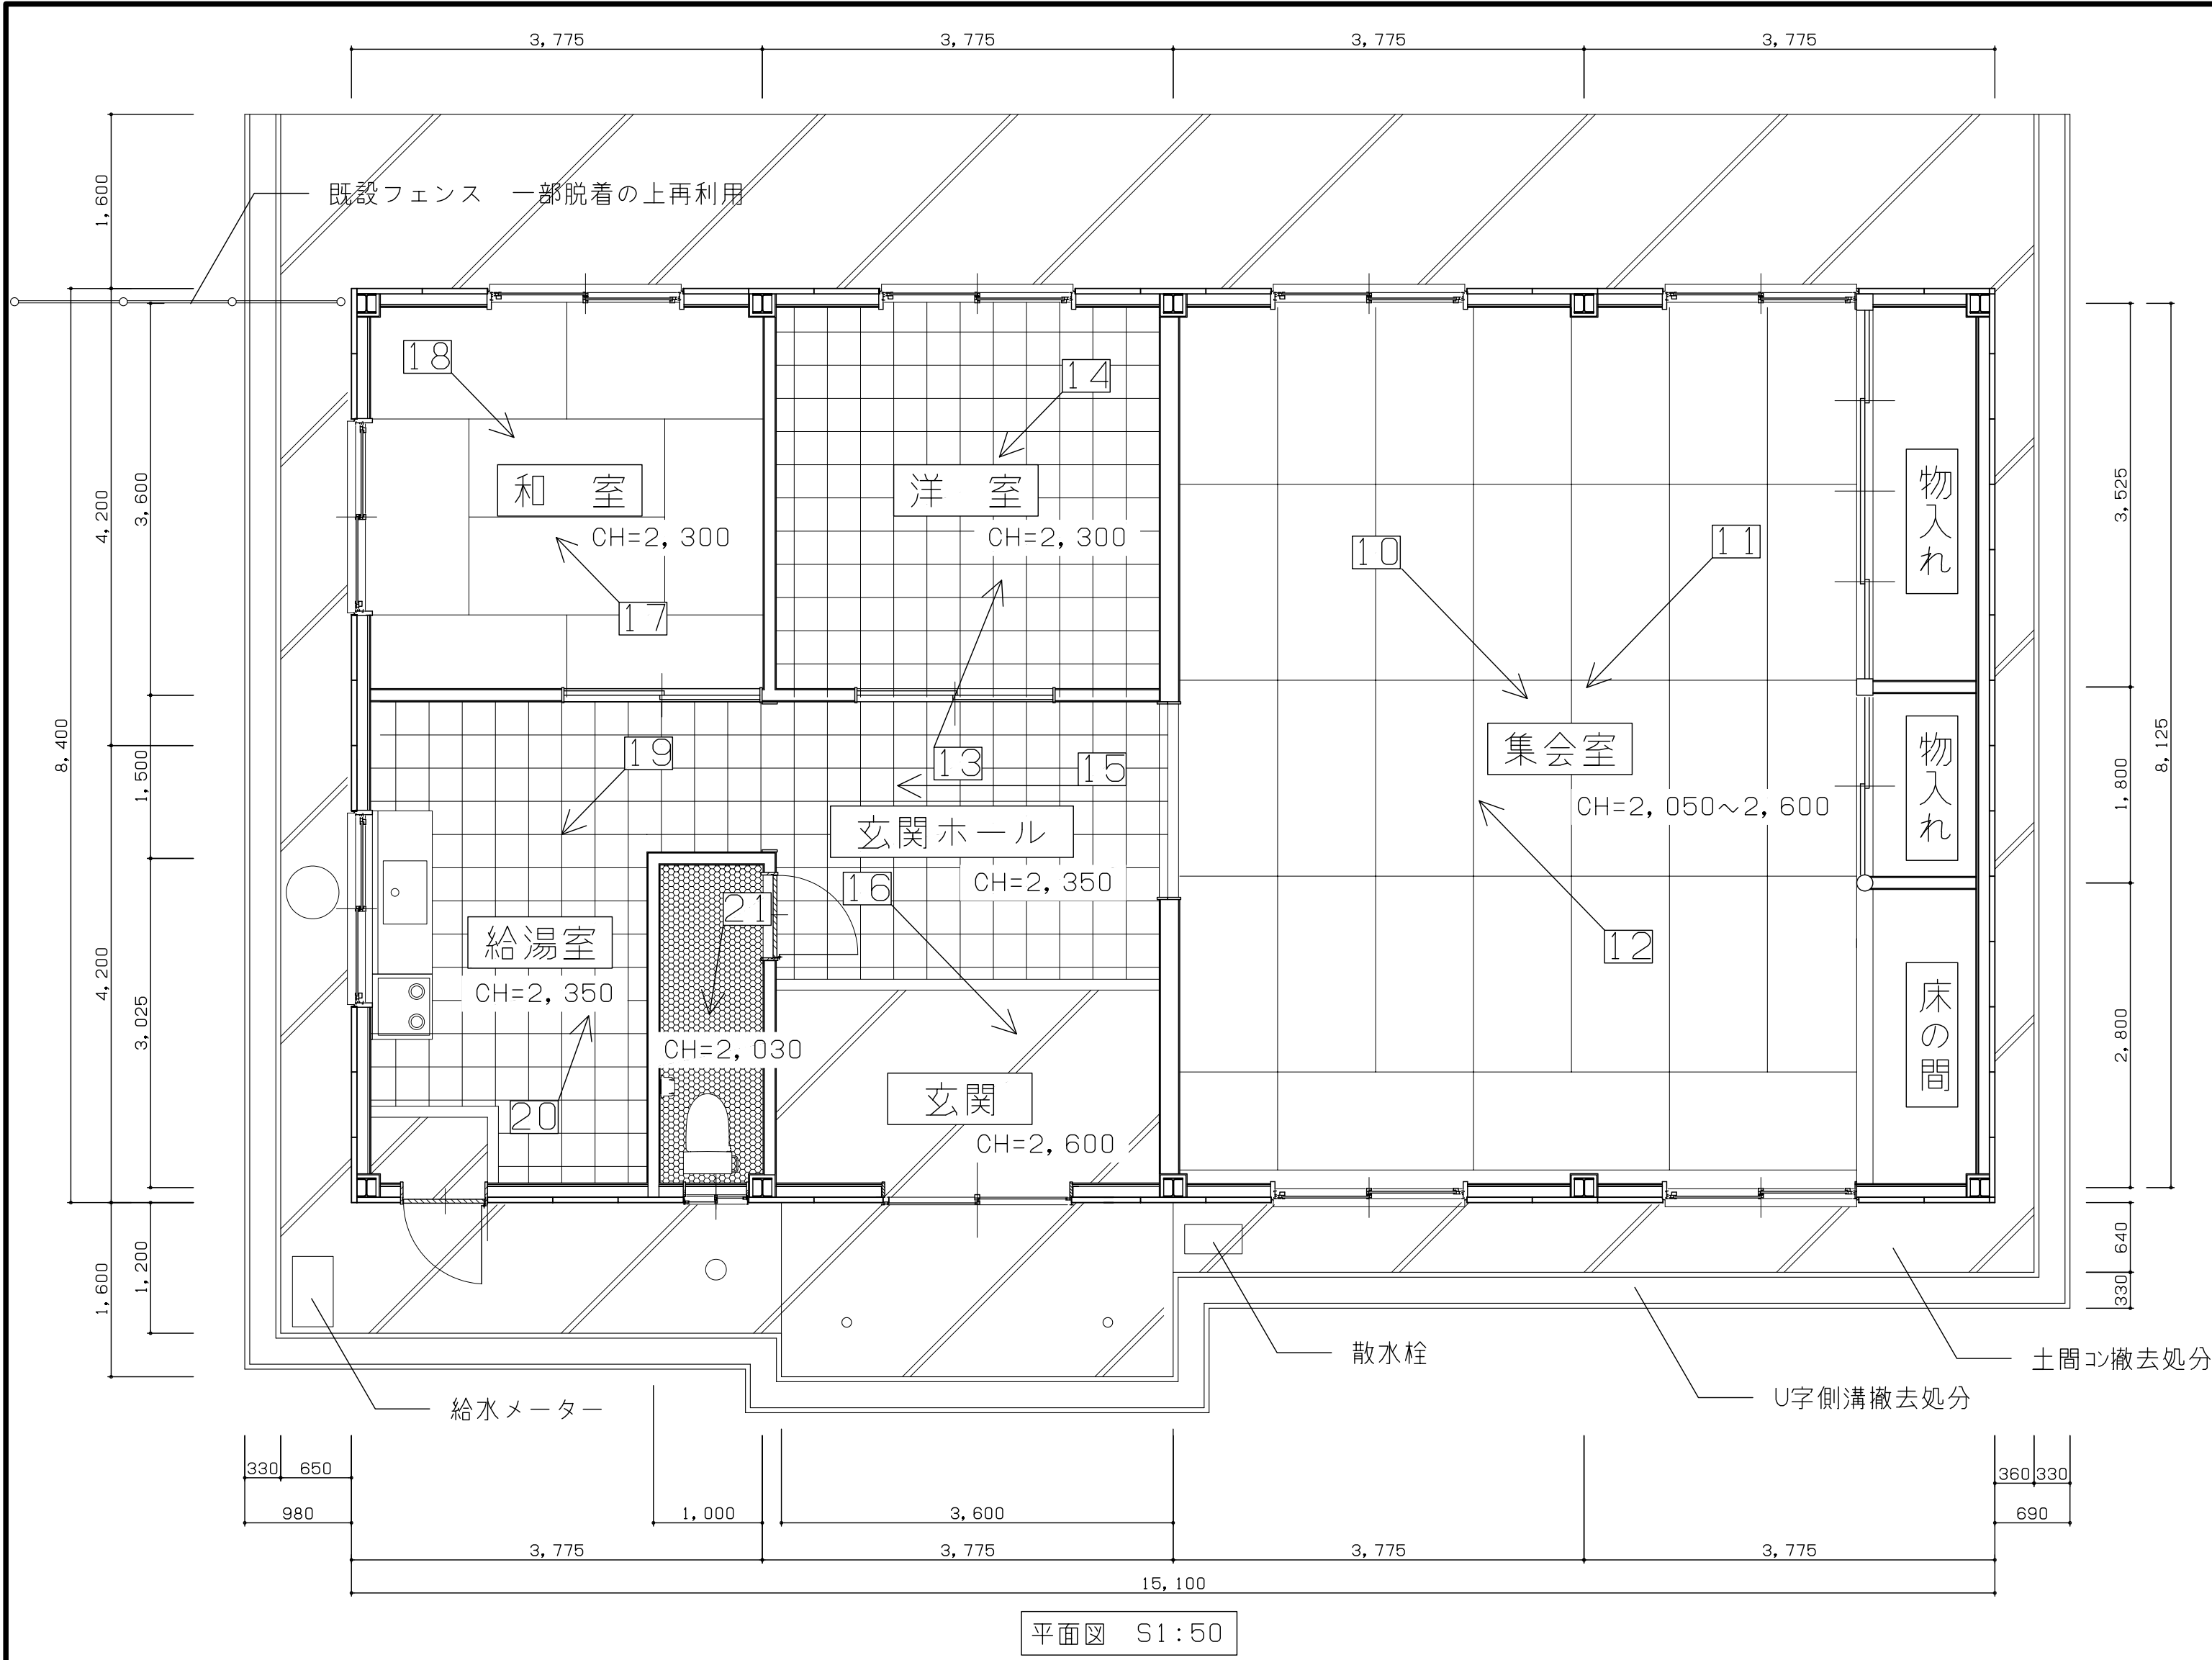 3,775
3,775
3,775
3,775
1,600
既設フェンス　一部脱着の上再利用
18
14
和　室
CH=2,300
洋　室
CH=2,300
17
10
11
物入れ
3,600
4,200
8,400
3,525
8,125
19
13
15
集会室
CH=2,050～2,600
物入れ
1,500
1,800
玄関ホール
CH=2,350
16
21
12
給湯室
CH=2,350
CH=2,030
20
玄関
CH=2,600
床の間
4,200
3,025
2,800
1,600
1,200
640
330
散水栓
土間コン撤去処分
U字側溝撤去処分
給水メーター
330
650
360
330
980
1,000
3,600
690
3,775
3,775
3,775
3,775
15,100
平面図　S1:50